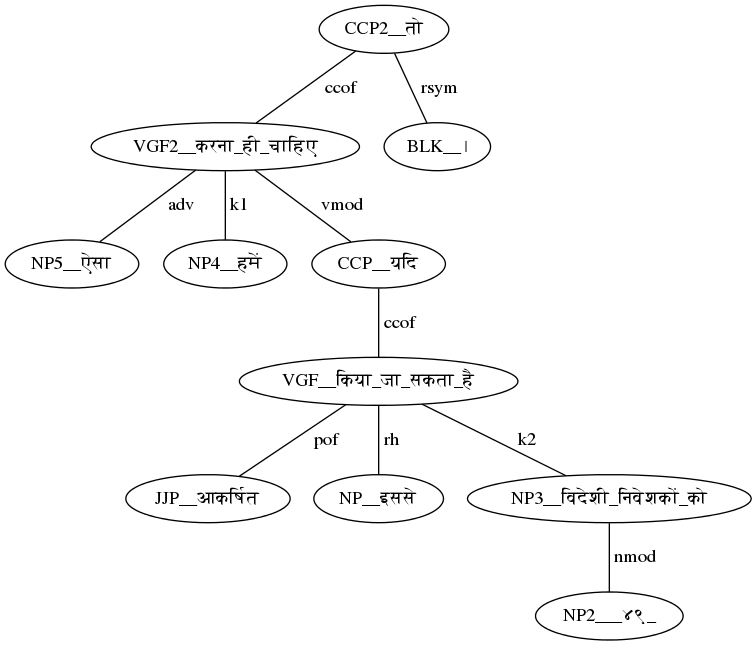 CCP2__तो
ccof rsym
VGF2__करना_ही_चाहिए BLK__।
adv k1 vmod
NP5__ऐसा NP4__हमें CCP__यदि
ccof
VGF__किया_जा_सकता_है
pof rh k2
JJP__आकर्षित NP__इससे NP3__विदेशी_निवेशकों_को
nmod
NP2___४९_